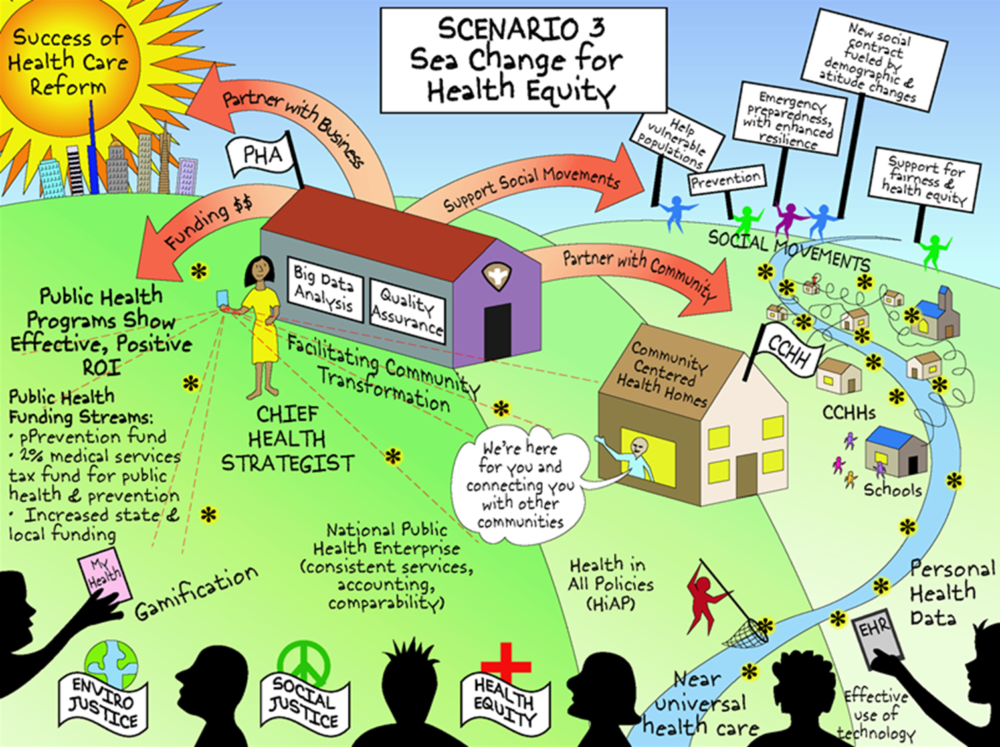 Success of
Health Care
Reform
SCENARIO 3
Sea Change for
Health Equity
New social
contract
fueled by
demographic &
atitude changes
Emergency
preparedness,
with enhanced
resilience
Help
vulnerable
populations
Prevention
Support for
fairness &
health equity
Partner with Business
PHA
Support Social Movements
Funding $$
SOCIAL MOVEMENTS
Partner with Community
Big Data
Analysis
Quality
Assurance
Public Health
Programs Show
Effective, Positive
ROI
Facilitating Community
Transformation
Community
Centered
Health Homes
CCHH
CCHHs
Schools
Public Health
Funding Streams:
· pPrevention fund
· 2% medical services
tax fund for public
health & prevention
· Increased state &
local funding
CHIEF
HEALTH
STRATEGIST
We're here
for you and
connecting you
with other
communities
National Public
Health Enterprise
(consistent services,
accounting,
comparability)
Health in
All Policies
(HiAP)
Personal
Health
Data
My
Health
Gamification
EHR
ENVIRO
JUSTICE
SOCIAL
JUSTICE
HEALTH
EQUITY
Near
universal
health care
Effective
use of
technology